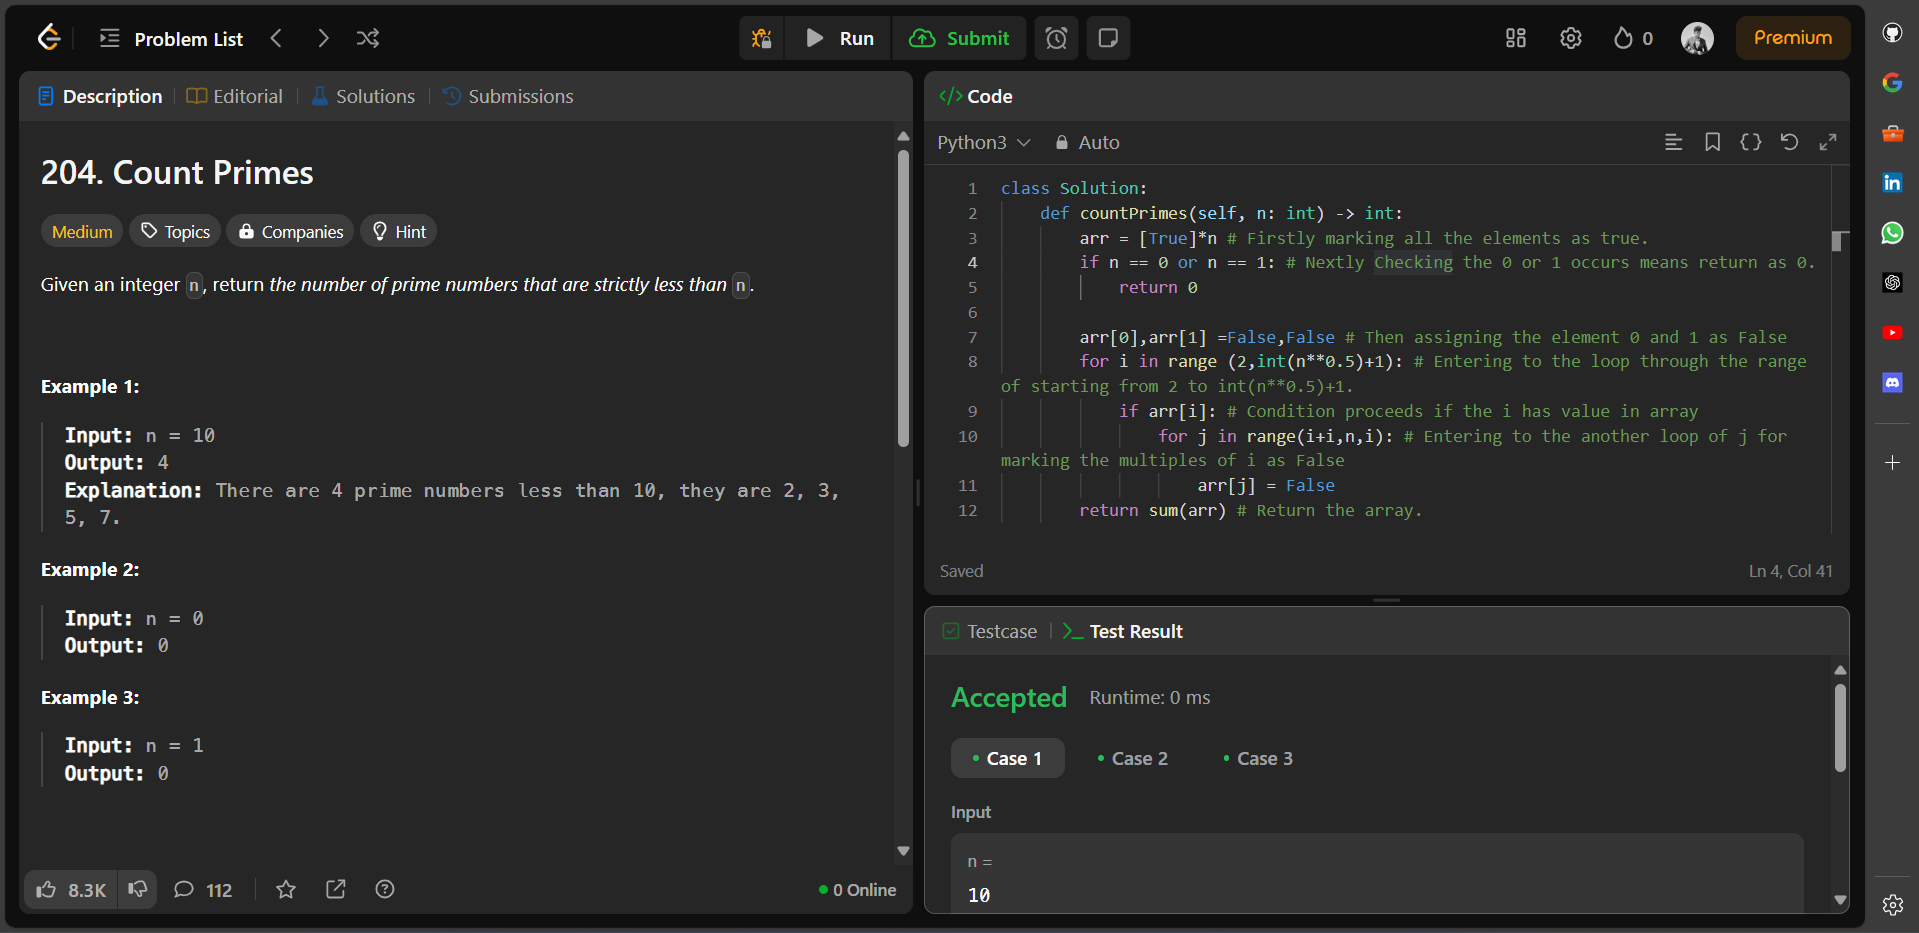 Problem List
Run
Submit
0
Premium
Description
Editorial
Solutions
Submissions
204. Count Primes
Medium
Topics
Companies
Hint
Given an integer n, return the number of prime numbers that are strictly less than n.
Example 1:
Input: n = 10
Output: 4
Explanation: There are 4 prime numbers less than 10, they are 2, 3,
5, 7.
Example 2:
Input: n = 0
Output: 0
Example 3:
Input: n = 1
Output: 0
8.3K
112
0 Online
</> Code
Python3
Auto
1 class Solution:
2 def countPrimes(self, n: int) -> int:
3 arr = [True]*n # Firstly marking all the elements as true.
4 if n == 0 or n == 1: # Nextly Checking the 0 or 1 occurs means return as 0.
5 return 0
6
7 arr[0],arr[1] =False,False # Then assigning the element 0 and 1 as False
8 for i in range (2,int(n**0.5)+1): # Entering to the loop through the range
of starting from 2 to int(n**0.5)+1.
9 if arr[i]: # Condition proceeds if the i has value in array
10 for j in range(i+i,n,i): # Entering to the another loop of j for
marking the multiples of i as False
11 arr[j] = False
12 return sum(arr) # Return the array.
Saved
Ln 4, Col 41
Testcase
Test Result
Accepted
Runtime: 0 ms
Case 1
Case 2
Case 3
Input
n =
10
in